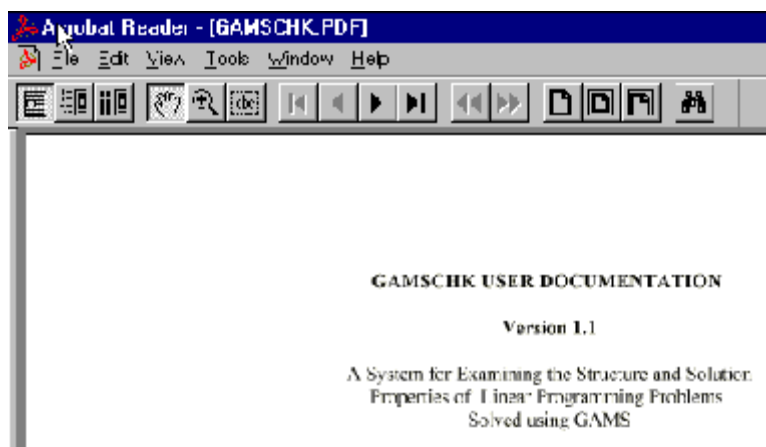 Acrobat Reader - [GAMSCHK.PDF]
File Edit View Tools Window Help
abc
GAMSCHK USER DOCUMENTATION
Version 1.1
A System for Examining the Structure and Solution
Properties of Linear Programming Problems
Solved using GAMS